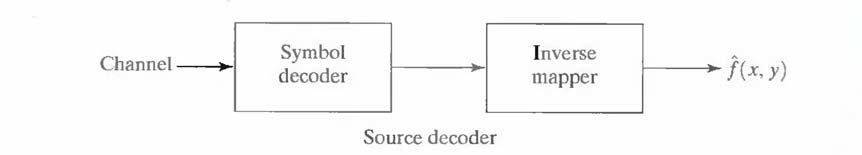 Channel
Symbol
decoder
Inverse
mapper
f̂(x, y)
Source decoder